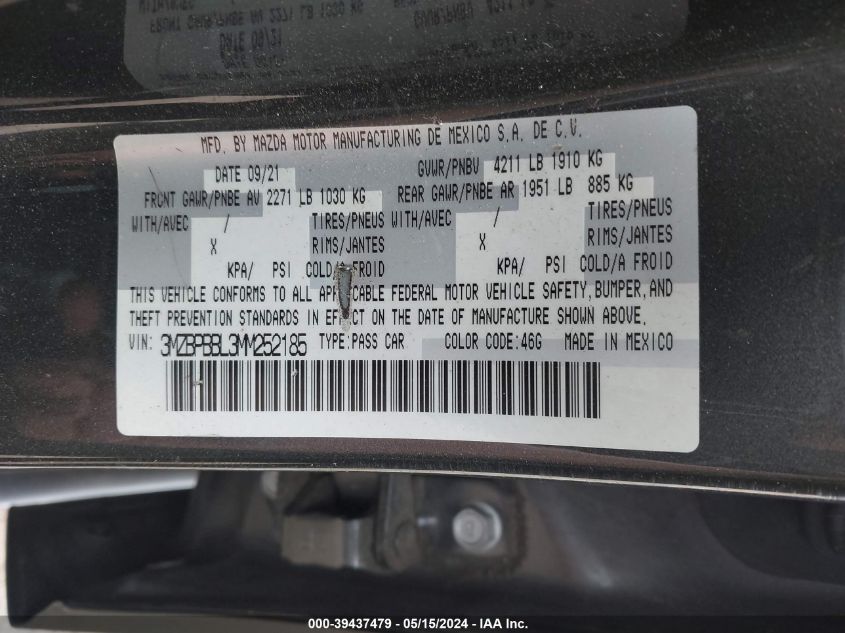 MFD. BY MAZDA MOTOR MANUFACTURING DE MEXICO S.A. DE C.V.
DATE 09/21 GVWR/PNBV 4211 LB 1910 KG
FRONT GAWR/PNBE AV 2271 LB 1030 KG REAR GAWR/PNBE AR 1951 LB 885 KG
WITH/AVEC / TIRES/PNEUS WITH/AVEC / TIRES/PNEUS
X RIMS/JANTES X RIMS/JANTES
KPA/ PSI COLD/A FROID KPA/ PSI COLD/A FROID
THIS VEHICLE CONFORMS TO ALL APPLICABLE FEDERAL MOTOR VEHICLE SAFETY, BUMPER, AND
THEFT PREVENTION STANDARDS IN EFFECT ON THE DATE OF MANUFACTURE SHOWN ABOVE.
VIN: 3MZBPBBL3MM252185 TYPE:PASS CAR COLOR CODE:46G MADE IN MEXICO
000-39437479 - 05/15/2024 - IAA Inc.